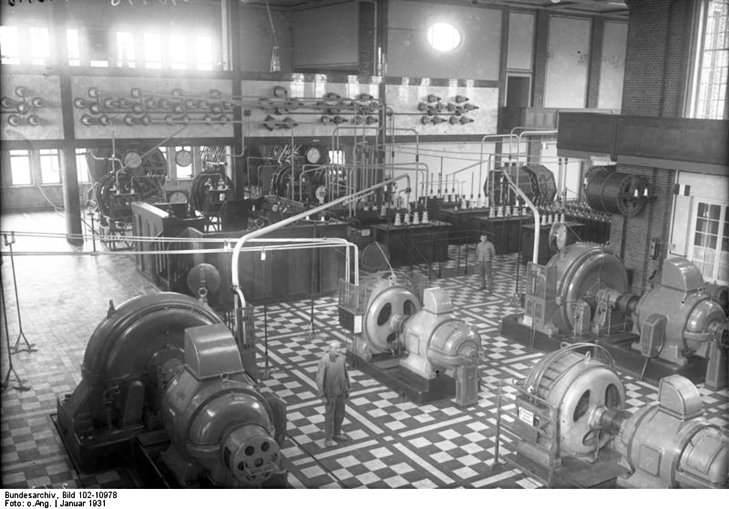 Bundesarchiv, Bild 102-10978
Foto: o.Ang. | Januar 1931